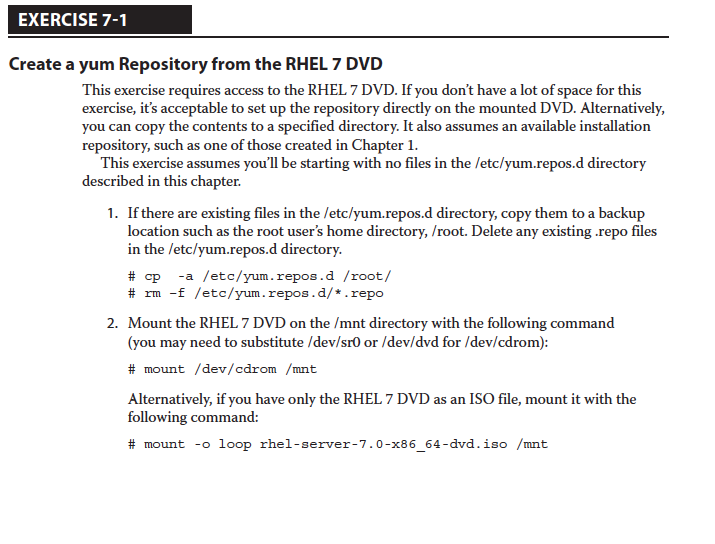 EXERCISE 7-1
Create a yum Repository from the RHEL 7 DVD
This exercise requires access to the RHEL 7 DVD. If you don’t have a lot of space for this
exercise, it’s acceptable to set up the repository directly on the mounted DVD. Alternatively,
you can copy the contents to a specified directory. It also assumes an available installation
repository, such as one of those created in Chapter 1.
This exercise assumes you’ll be starting with no files in the /etc/yum.repos.d directory
described in this chapter.
1. If there are existing files in the /etc/yum.repos.d directory, copy them to a backup
location such as the root user’s home directory, /root. Delete any existing .repo files
in the /etc/yum.repos.d directory.
# cp -a /etc/yum.repos.d /root/
# rm -f /etc/yum.repos.d/*.repo
2. Mount the RHEL 7 DVD on the /mnt directory with the following command
(you may need to substitute /dev/sr0 or /dev/dvd for /dev/cdrom):
# mount /dev/cdrom /mnt
Alternatively, if you have only the RHEL 7 DVD as an ISO file, mount it with the
following command:
# mount -o loop rhel-server-7.0-x86_64-dvd.iso /mnt